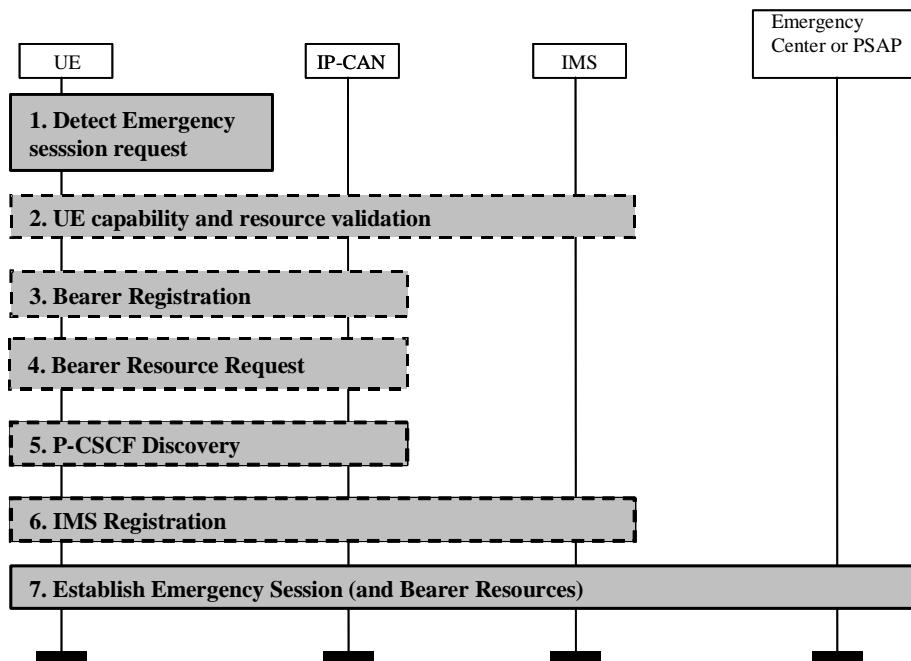 UE
IP-CAN
IMS
Emergency
Center or PSAP
1. Detect Emergency
sesssion request
2. UE capability and resource validation
3. Bearer Registration
4. Bearer Resource Request
5. P-CSCF Discovery
6. IMS Registration
7. Establish Emergency Session (and Bearer Resources)